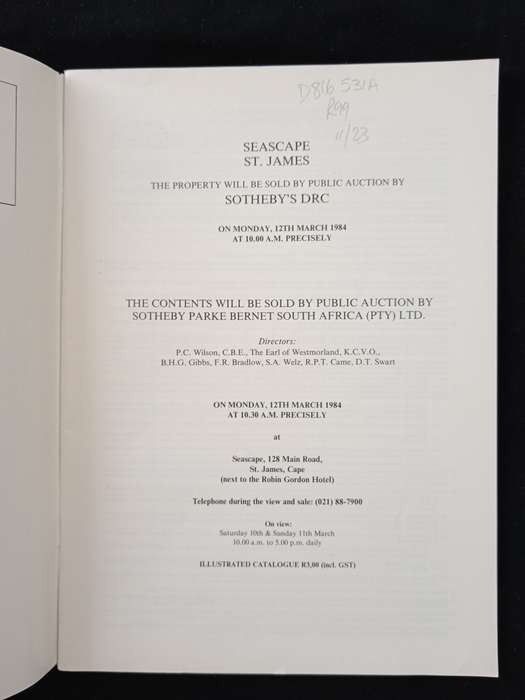 D816.531A
R99
11/23
SEASCAPE
ST. JAMES
THE PROPERTY WILL BE SOLD BY PUBLIC AUCTION BY
SOTHEBY'S DRC
ON MONDAY, 12TH MARCH 1984
AT 10.00 A.M. PRECISELY
THE CONTENTS WILL BE SOLD BY PUBLIC AUCTION BY
SOTHEBY PARKE BERNET SOUTH AFRICA (PTY) LTD.
Directors:
P.C. Wilson, C.B.E., The Earl of Westmorland, K.C.V.O.,
B.H.G. Gibbs, F.R. Bradlow, S.A. Welz, R.P.T. Came, D.T. Swart
ON MONDAY, 12TH MARCH 1984
AT 10.30 A.M. PRECISELY
at
Seascape, 128 Main Road,
St. James, Cape
(next to the Robin Gordon Hotel)
Telephone during the view and sale: (021) 88-7900
On view:
Saturday 10th & Sunday 11th March
10.00 a.m. to 5.00 p.m. daily
ILLUSTRATED CATALOGUE R3,00 (incl. GST)